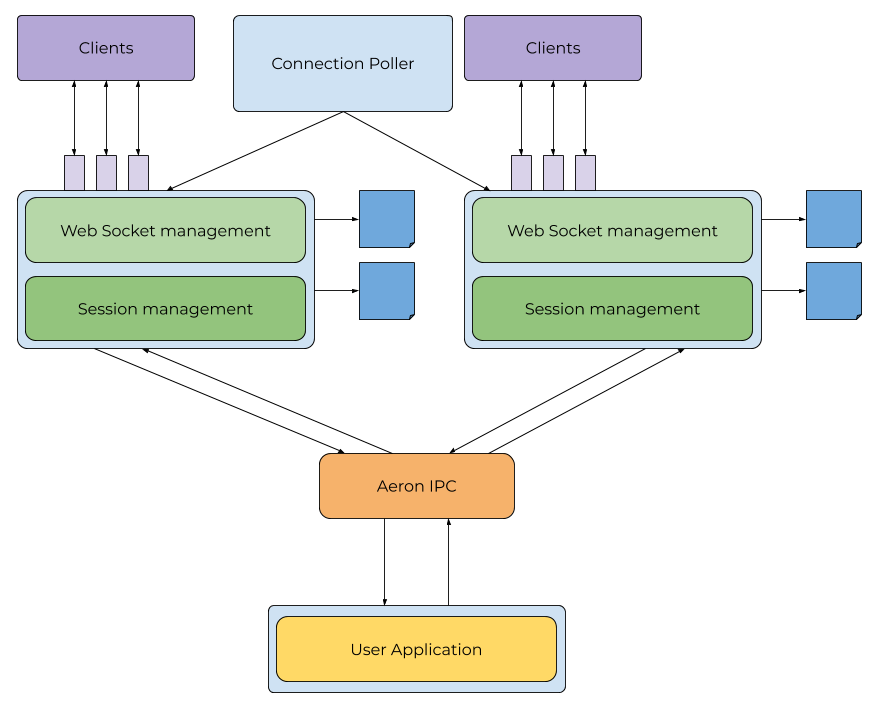 Clients
Connection Poller
Clients
Web Socket management
Web Socket management
Session management
Session management
Aeron IPC
User Application